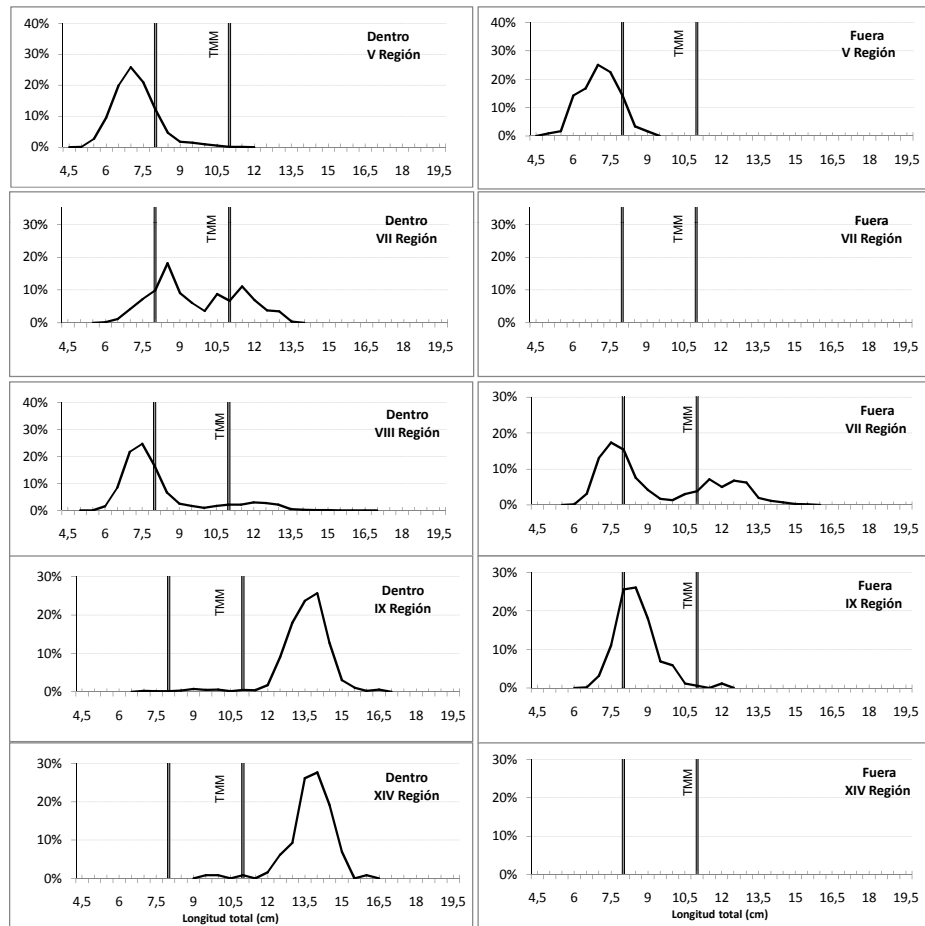 40%
30%
20%
10%
0%
TMM
Dentro
V Región
4,5 6 7,5 9 10,5 12 13,5 15 16,5 18 19,5
40%
30%
20%
10%
0%
TMM
Fuera
V Región
4,5 6 7,5 9 10,5 12 13,5 15 16,5 18 19,5
30%
20%
10%
0%
TMM
Dentro
VII Región
4,5 6 7,5 9 10,5 12 13,5 15 16,5 18 19,5
30%
20%
10%
0%
TMM
Fuera
VII Región
4,5 6 7,5 9 10,5 12 13,5 15 16,5 18 19,5
40%
30%
20%
10%
0%
TMM
Dentro
VIII Región
4,5 6 7,5 9 10,5 12 13,5 15 16,5 18 19,5
30%
20%
10%
0%
TMM
Fuera
VII Región
4,5 6 7,5 9 10,5 12 13,5 15 16,5 18 19,5
30%
20%
10%
0%
TMM
Dentro
IX Región
4,5 6 7,5 9 10,5 12 13,5 15 16,5 18 19,5
30%
20%
10%
0%
TMM
Fuera
IX Región
4,5 6 7,5 9 10,5 12 13,5 15 16,5 18 19,5
30%
20%
10%
0%
TMM
Dentro
XIV Región
4,5 6 7,5 9 10,5 12 13,5 15 16,5 18 19,5
Longitud total (cm)
30%
20%
10%
0%
TMM
Fuera
XIV Región
4,5 6 7,5 9 10,5 12 13,5 15 16,5 18 19,5
Longitud total (cm)